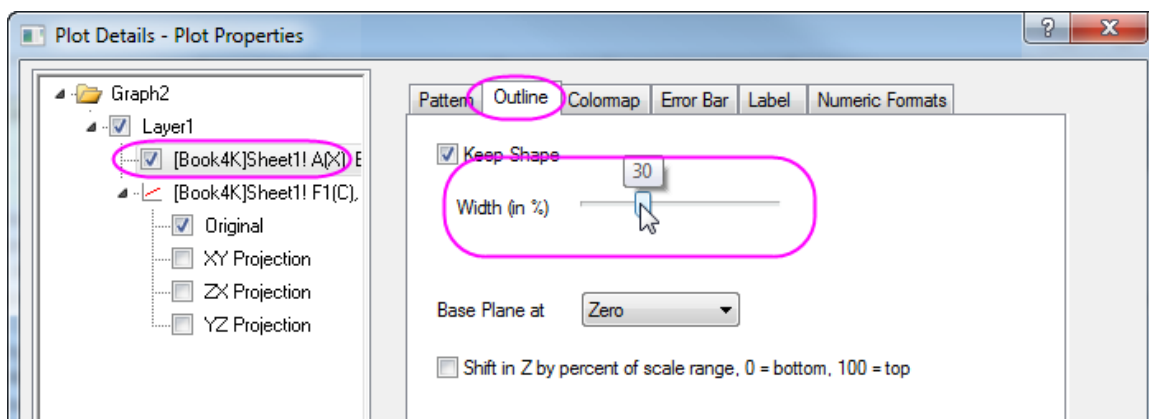 Plot Details - Plot Properties
Graph2
Layer1
[Book4K]Sheet1! A(X)
[Book4K]Sheet1! F1(C),
Original
XY Projection
ZX Projection
YZ Projection
Pattern Outline Colormap Error Bar Label Numeric Formats
Keep Shape
30
Width (in %)
Base Plane at Zero
Shift in Z by percent of scale range, 0 = bottom, 100 = top